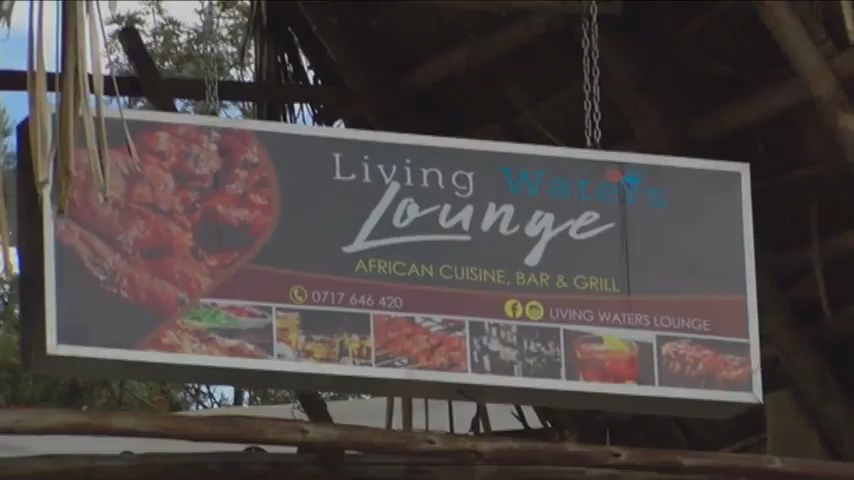 Living Waters
Lounge
AFRICAN CUISINE, BAR & GRILL
0717 646 420
LIVING WATERS LOUNGE